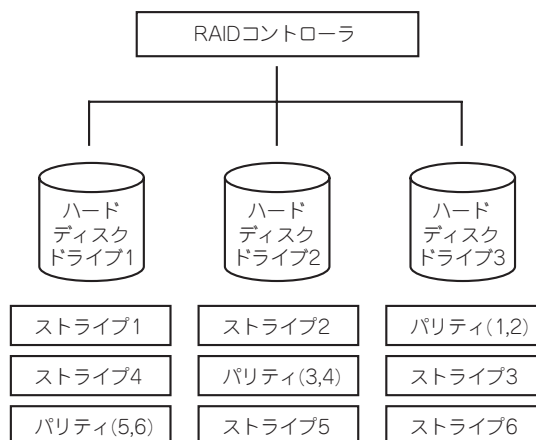 RAIDコントローラ
ハード
ディスク
ドライブ1
ハード
ディスク
ドライブ2
ハード
ディスク
ドライブ3
ストライプ1
ストライプ2
パリティ(1,2)
ストライプ4
パリティ(3,4)
ストライプ3
パリティ(5,6)
ストライプ5
ストライプ6